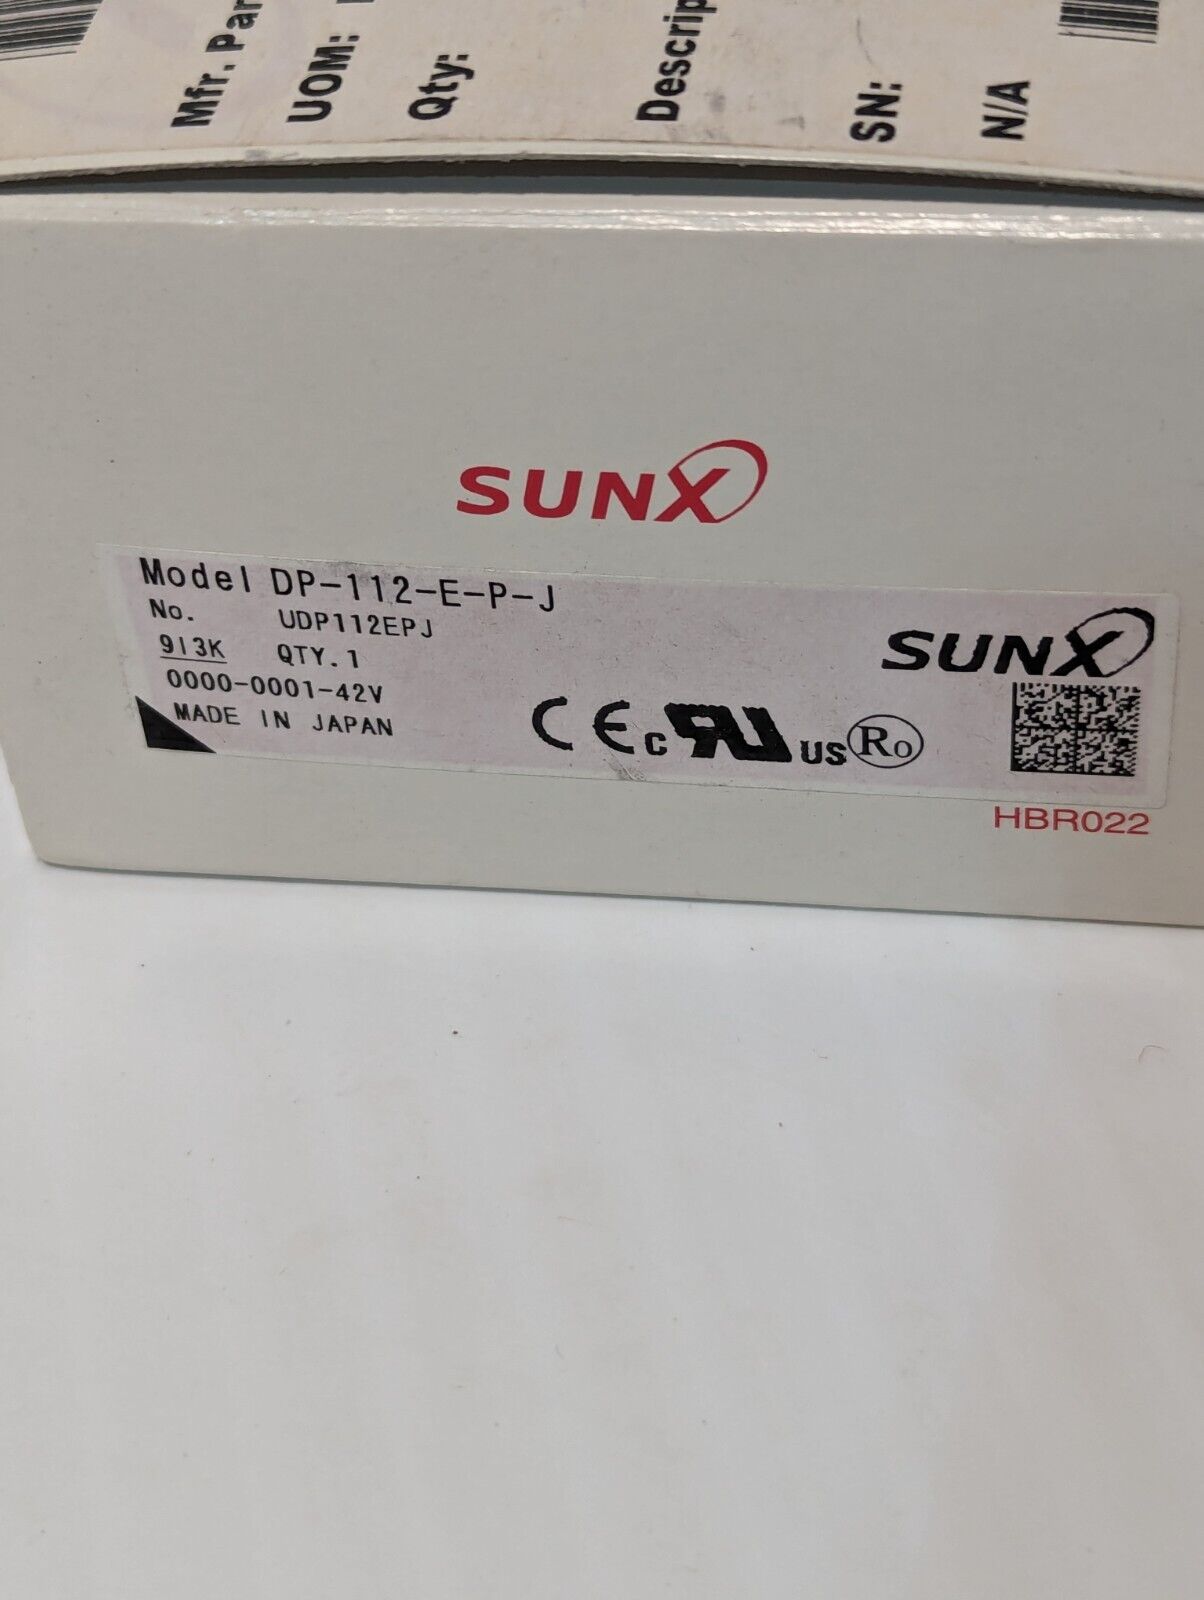 Mfr. Par
UOM:
Qty:
Descrip
SN:
N/A
SUNX
Model DP-112-E-P-J
No. UDP112EPJ
913K QTY.1
0000-0001-42V
MADE IN JAPAN
SUNX
CE c RU US Ro
HBR022